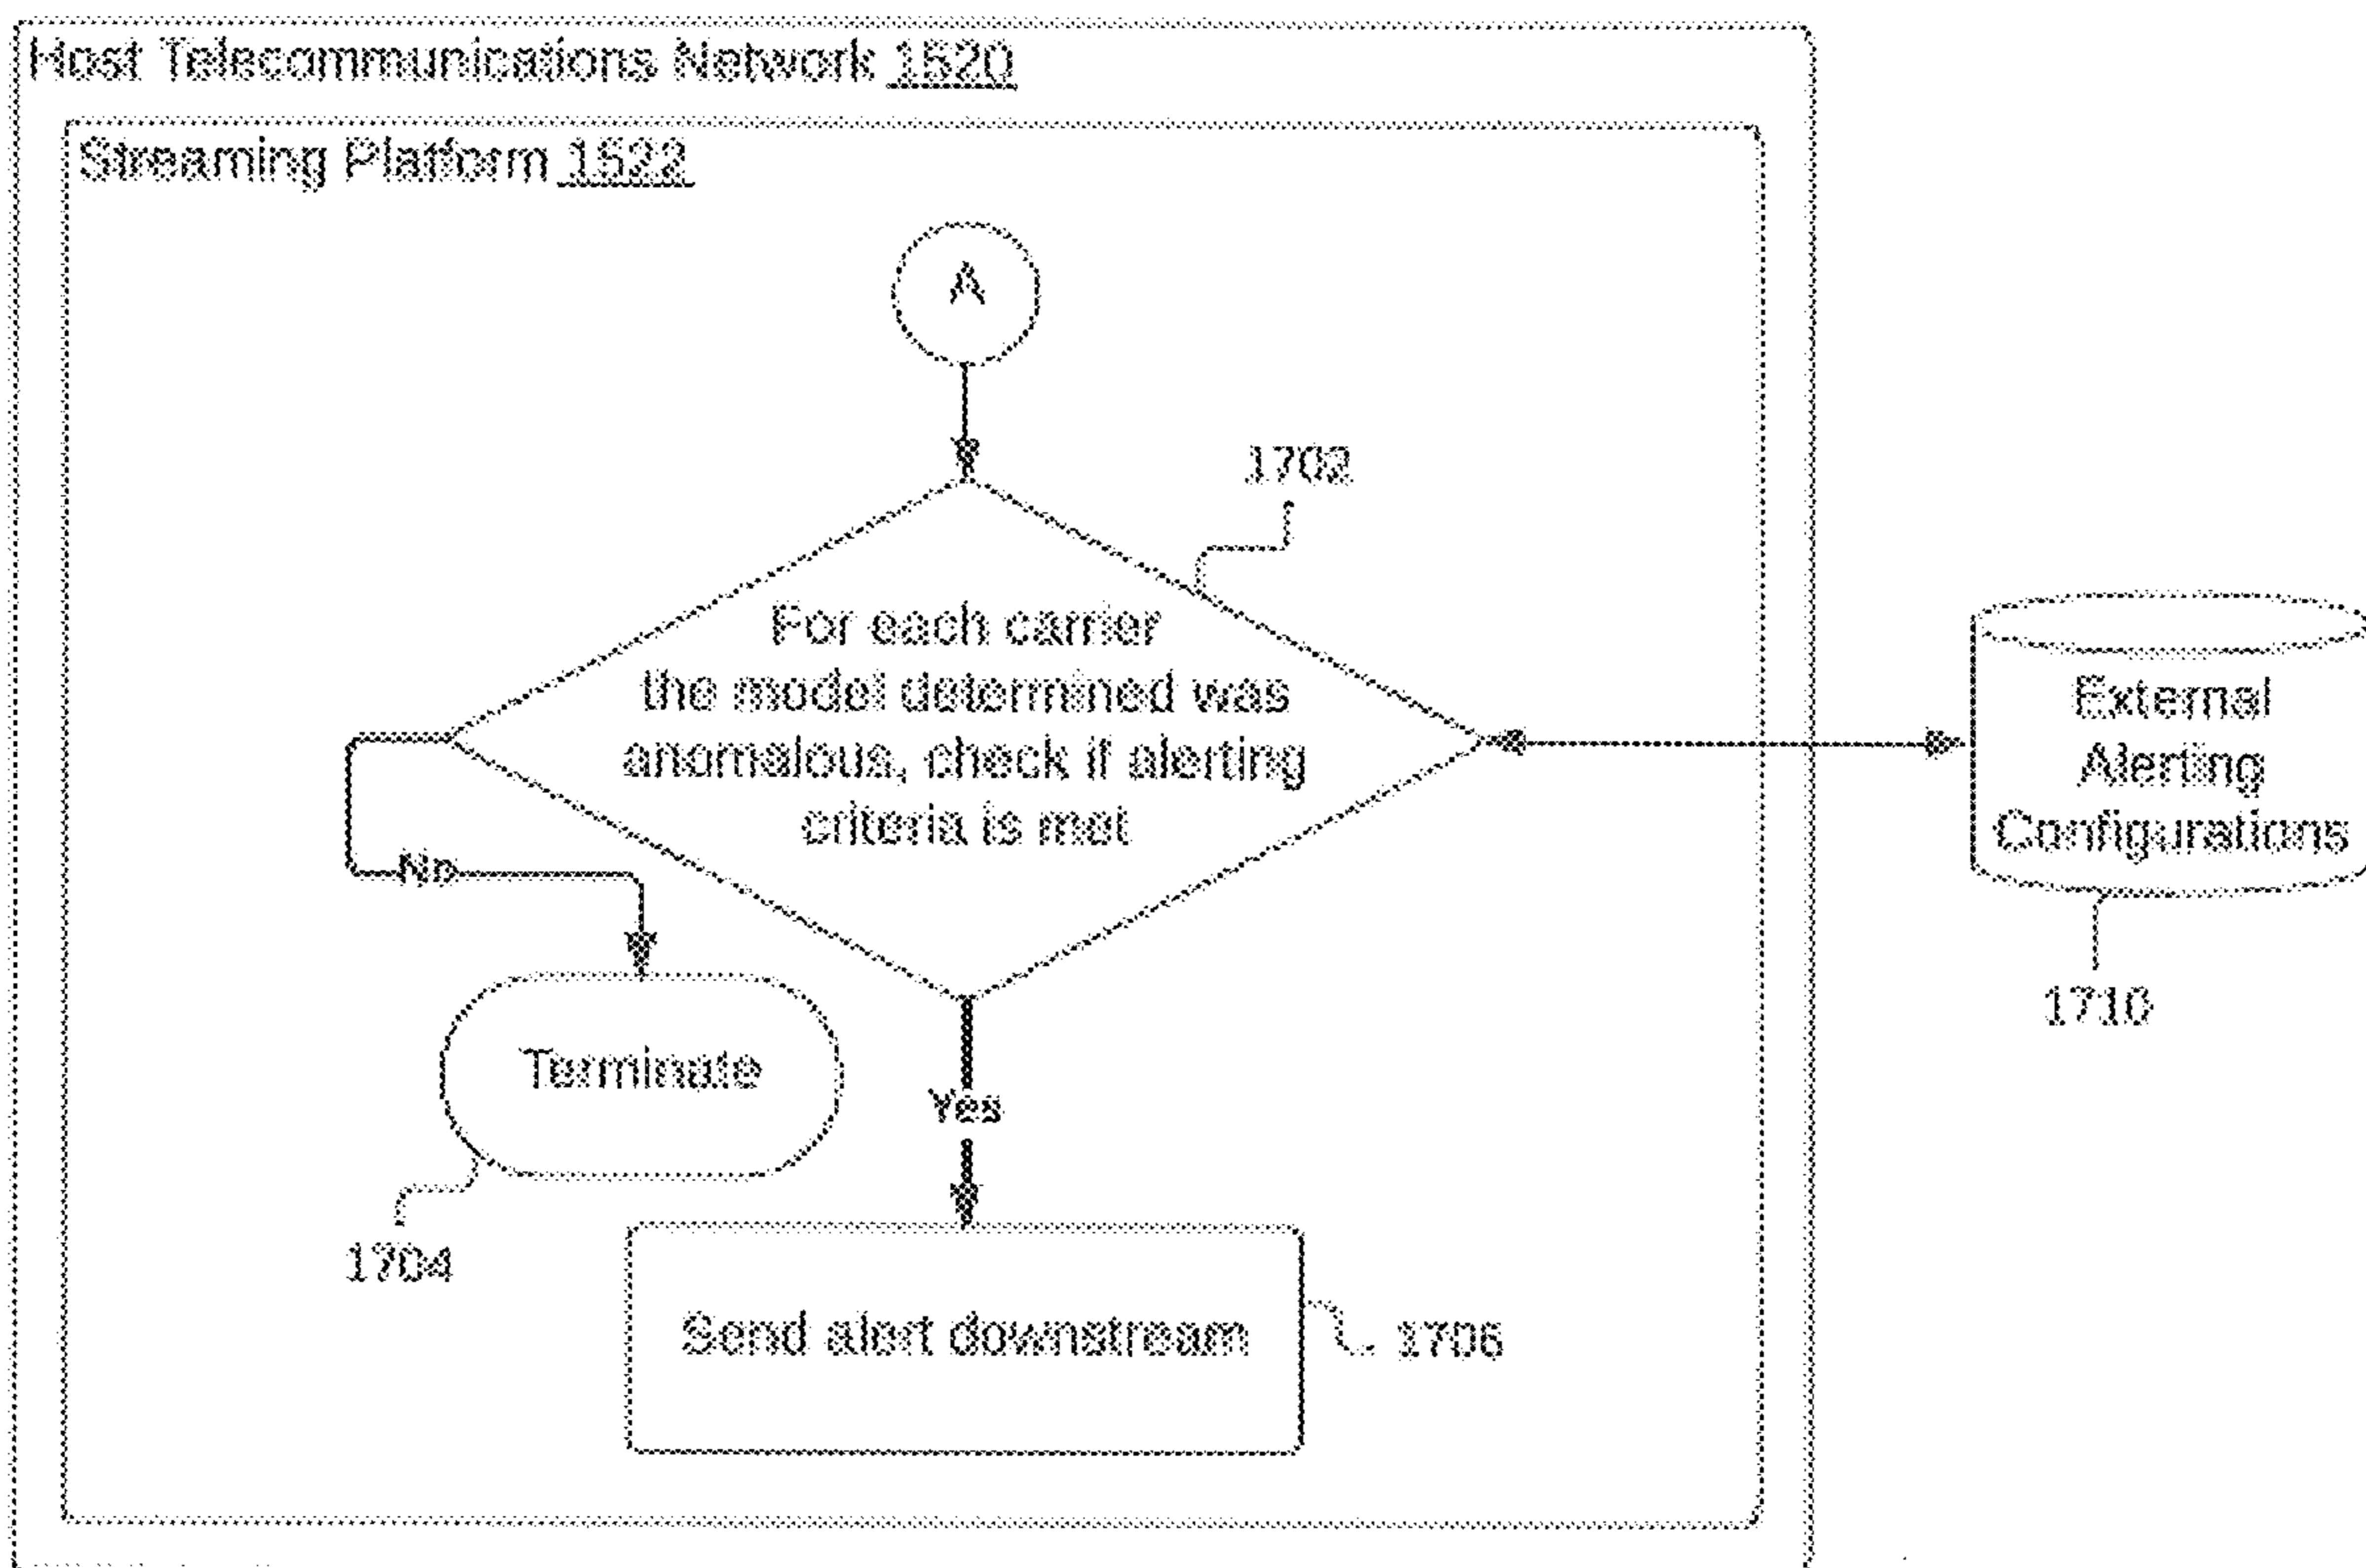 Host Telecommunications Network 1520
Streaming Platform 1522
A
1702
For each carrier
the model determined was
anomalous, check if alerting
criteria is met
External
Alerting
Configurations
No
1710
Terminate
Yes
1704
Send alert downstream
1706